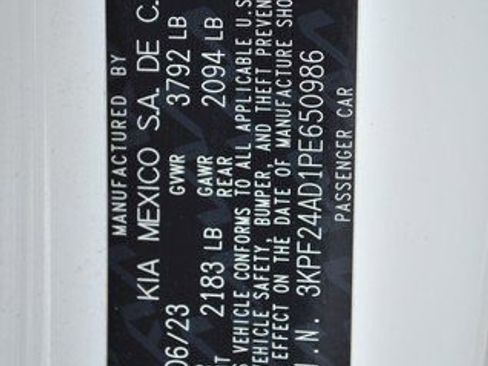 MANUFACTURED BY
KIA MEXICO S.A. DE C.
06/23 GVWR 3792 LB
GAWR
REAR
2183 LB 2094 LB
VEHICLE CONFORMS TO ALL APPLICABLE U.S
VEHICLE SAFETY, BUMPER, AND THEFT PREVEN
EFFECT ON THE DATE OF MANUFACTURE SHO
.I.N. 3KPF24AD1PE650986
PASSENGER CAR